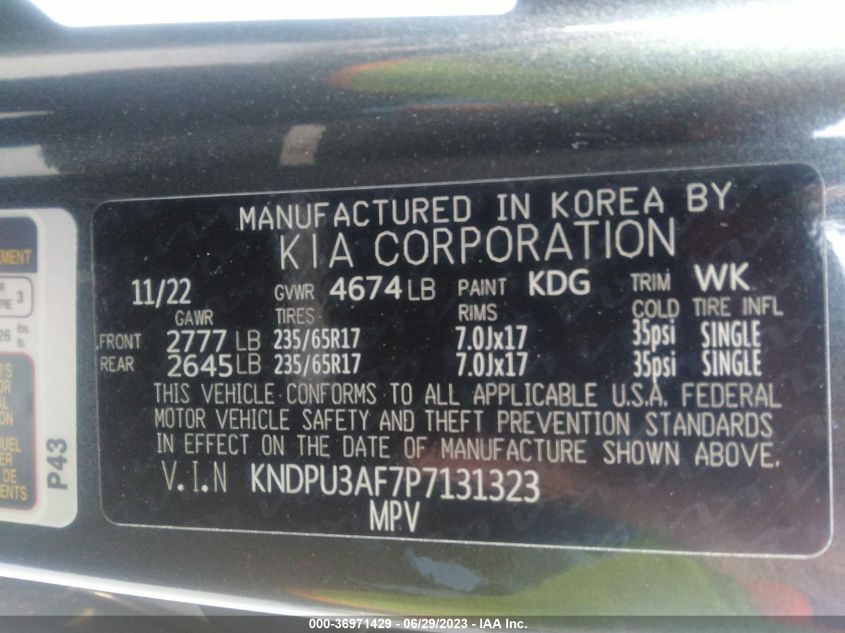 MANUFACTURED IN KOREA BY
KIA CORPORATION
11/22 GVWR 4674 LB PAINT KDG TRIM WK
GAWR TIRES RIMS COLD TIRE INFL
FRONT 2777 LB 235/65R17 7.0Jx17 35psi SINGLE
REAR 2645 LB 235/65R17 7.0Jx17 35psi SINGLE
THIS VEHICLE CONFORMS TO ALL APPLICABLE U.S.A. FEDERAL
MOTOR VEHICLE SAFETY AND THEFT PREVENTION STANDARDS
IN EFFECT ON THE DATE OF MANUFACTURE SHOWN ABOVE.
V.I.N KNDPU3AF7P7131323
MPV
P43
000-36971429 - 06/29/2023 - IAA Inc.